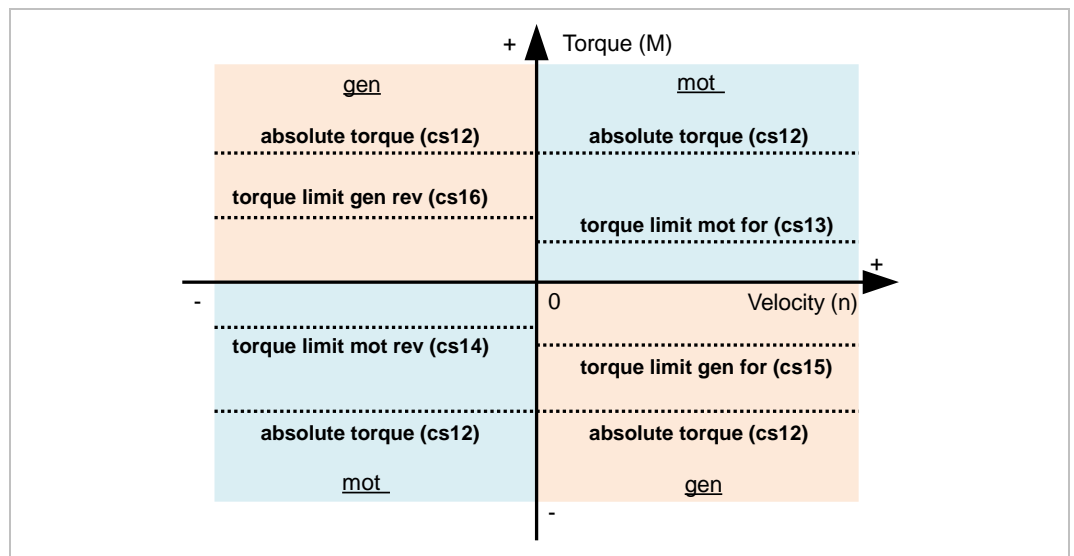 + Torque (M)
gen mot
absolute torque (cs12) absolute torque (cs12)
torque limit gen rev (cs16)
torque limit mot for (cs13)
+
- 0 Velocity (n)
torque limit mot rev (cs14)
torque limit gen for (cs15)
absolute torque (cs12) absolute torque (cs12)
mot gen
-